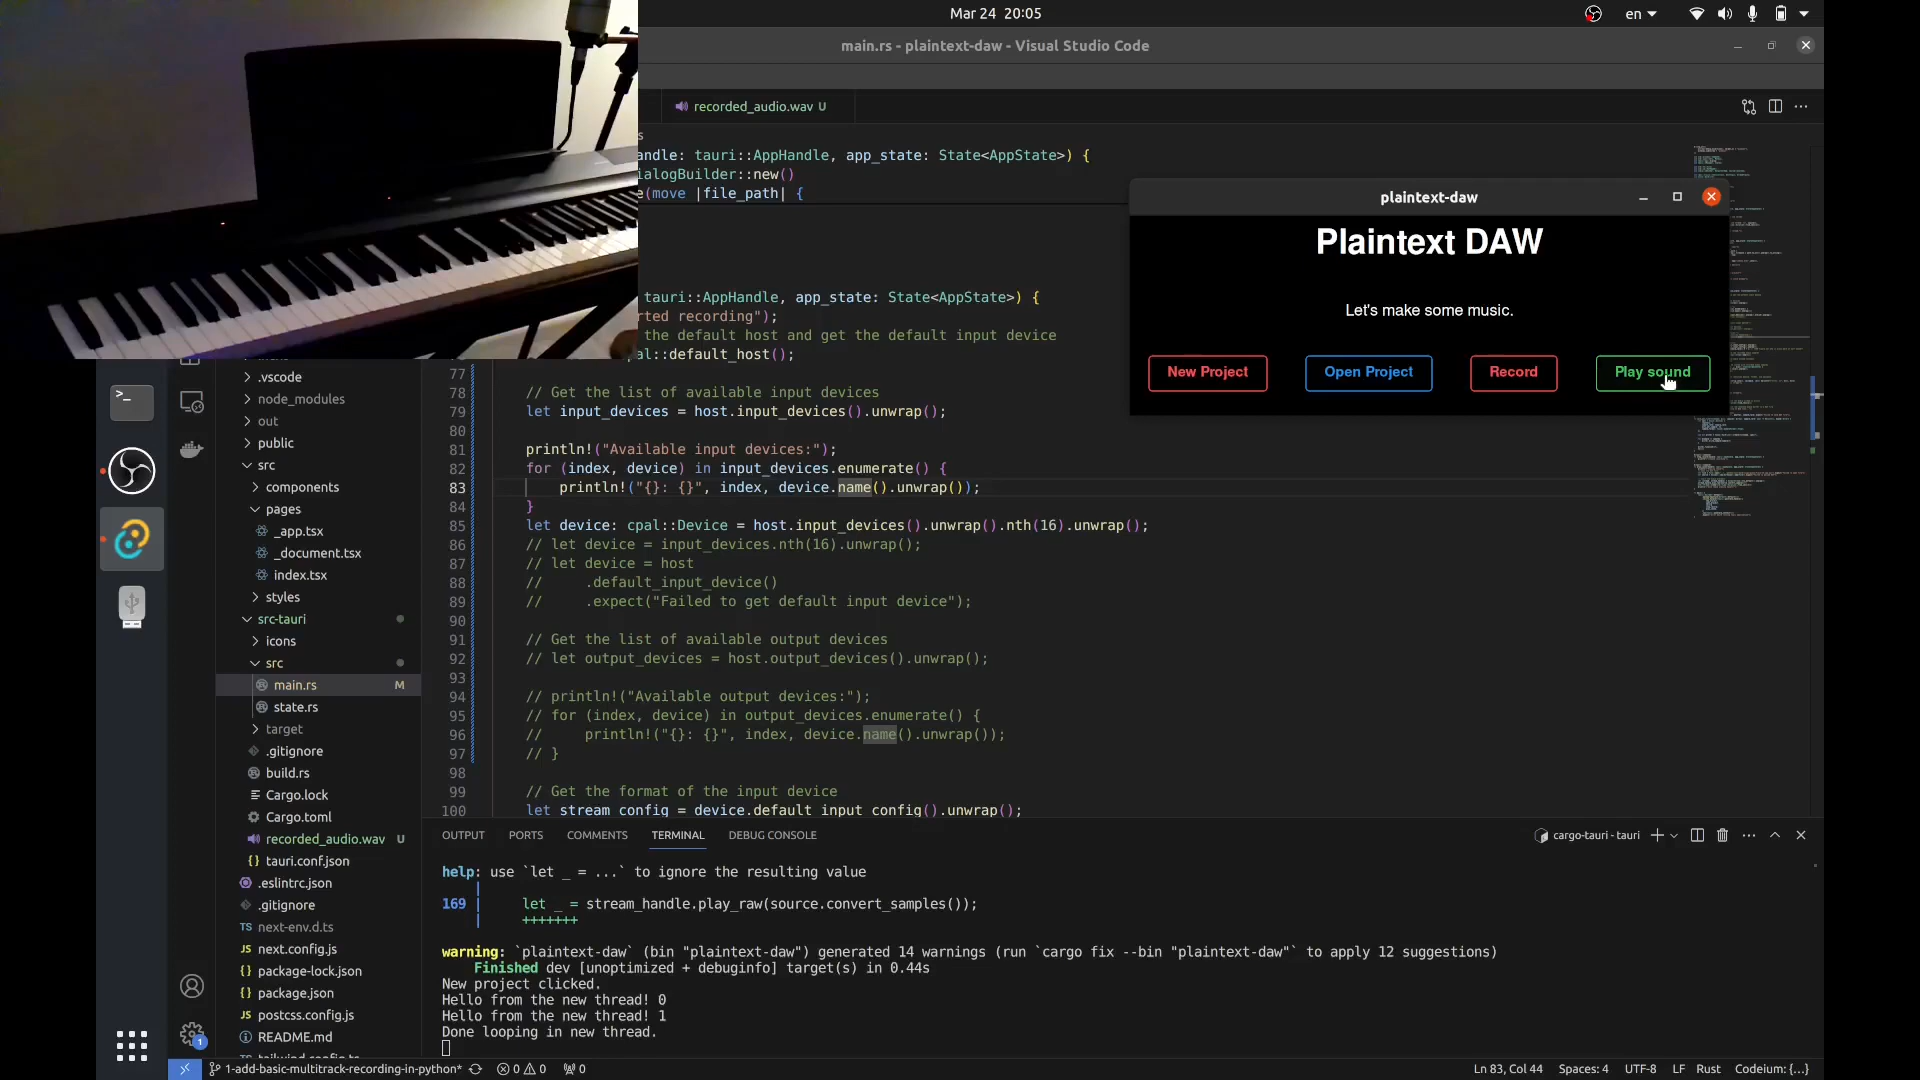 Mar 24 20:05
en
main.rs - plaintext-daw - Visual Studio Code
recorded_audio.wav U
s
andle: tauri::AppHandle, app_state: State<AppState>) {
ialogBuilder::new()
e(move |file_path| {
tauri::AppHandle, app_state: State<AppState>) {
rted recording");
the default host and get the default input device
al::default_host();
77
78 // Get the list of available input devices
79 let input_devices = host.input_devices().unwrap();
80
81 println!("Available input devices:");
82 for (index, device) in input_devices.enumerate() {
83 println!("{}: {}", index, device.name().unwrap());
84 }
85 let device: cpal::Device = host.input_devices().unwrap().nth(16).unwrap();
86 // let device = input_devices.nth(16).unwrap();
87 // let device = host
88 // .default_input_device()
89 // .expect("Failed to get default input device");
90
91 // Get the list of available output devices
92 // let output_devices = host.output_devices().unwrap();
93
94 // println!("Available output devices:");
95 // for (index, device) in output_devices.enumerate() {
96 // println!("{}: {}", index, device.name().unwrap());
97 // }
98
99 // Get the format of the input device
100 let stream_config = device.default_input_config().unwrap();
plaintext-daw
Plaintext DAW
Let's make some music.
New Project
Open Project
Record
Play sound
.vscode
node_modules
out
public
src
components
pages
_app.tsx
_document.tsx
index.tsx
styles
src-tauri
icons
src
main.rs M
state.rs
target
.gitignore
build.rs
Cargo.lock
Cargo.toml
recorded_audio.wav U
tauri.conf.json
.eslintrc.json
.gitignore
TS next-env.d.ts
JS next.config.js
package-lock.json
package.json
JS postcss.config.js
README.md
OUTPUT PORTS COMMENTS TERMINAL DEBUG CONSOLE
cargo-tauri - tauri
help: use `let _ = ...` to ignore the resulting value
|
169 | let _ = stream_handle.play_raw(source.convert_samples());
| +++++++
warning: `plaintext-daw` (bin "plaintext-daw") generated 14 warnings (run `cargo fix --bin "plaintext-daw"` to apply 12 suggestions)
Finished dev [unoptimized + debuginfo] target(s) in 0.44s
New project clicked.
Hello from the new thread! 0
Hello from the new thread! 1
Done looping in new thread.
1
1-add-basic-multitrack-recording-in-python* 0 0 0
Ln 83, Col 44 Spaces: 4 UTF-8 LF Rust Codeium: {...}